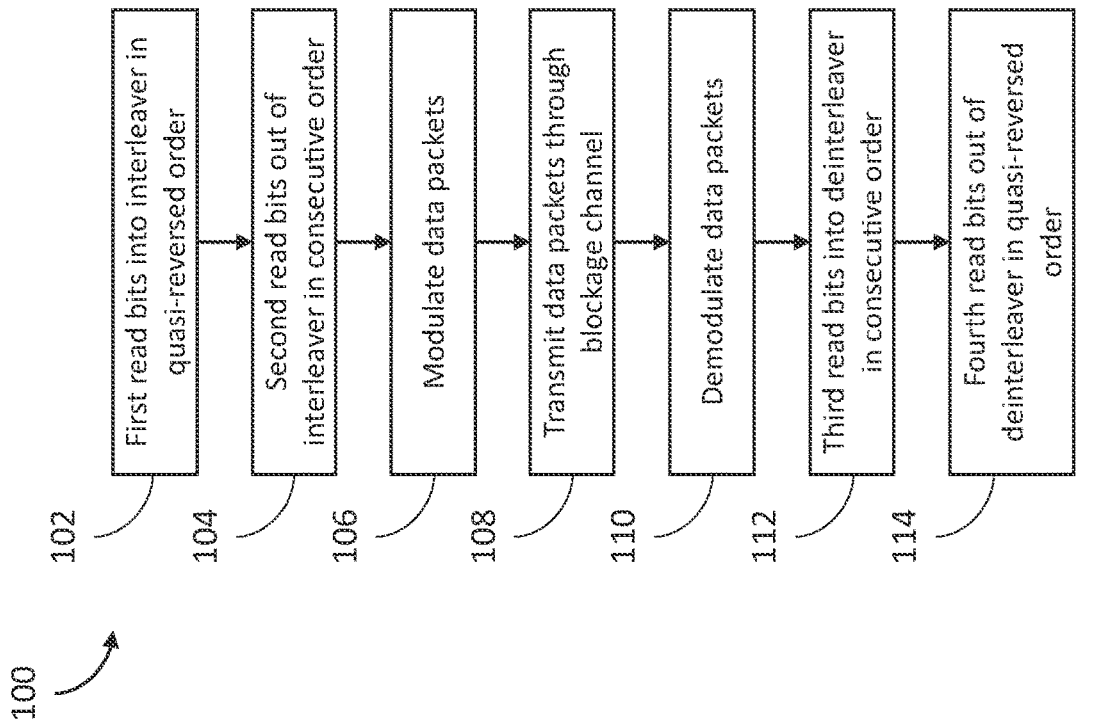 100
102
First read bits into interleaver in
quasi-reversed order
104
Second read bits out of
interleaver in consecutive order
106
Modulate data packets
108
Transmit data packets through
blockage channel
110
Demodulate data packets
112
Third read bits into deinterleaver
in consecutive order
114
Fourth read bits out of
deinterleaver in quasi-reversed
order